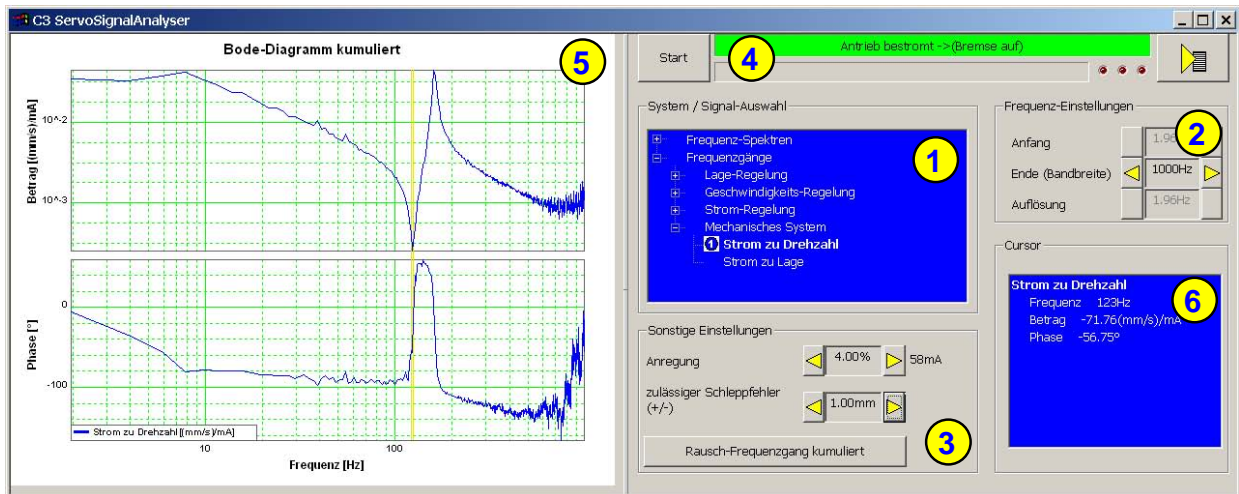 C3 ServoSignalAnalyser
Bode-Diagramm kumuliert
5
Betrag [(mm/s)/mA]
10^-2
10^-3
Phase [°]
0
-100
Strom zu Drehzahl [(mm/s)/mA]
10
100
Frequenz [Hz]
Start
4
Antrieb bestromt ->(Bremse auf)
System / Signal-Auswahl
1
Frequenz-Spektren
Frequenzgänge
Lage-Regelung
Geschwindigkeits-Regelung
Strom-Regelung
Mechanisches System
1 Strom zu Drehzahl
Strom zu Lage
Frequenz-Einstellungen
2
Anfang
Ende (Bandbreite) 1000Hz
Auflösung 1.96Hz
Sonstige Einstellungen
Anregung 4.00% 58mA
zulässiger Schleppfehler
(+/-) 1.00mm
Rausch-Frequenzgang kumuliert
3
Cursor
6
Strom zu Drehzahl
Frequenz 123Hz
Betrag -71.76(mm/s)/mA
Phase -56.75°